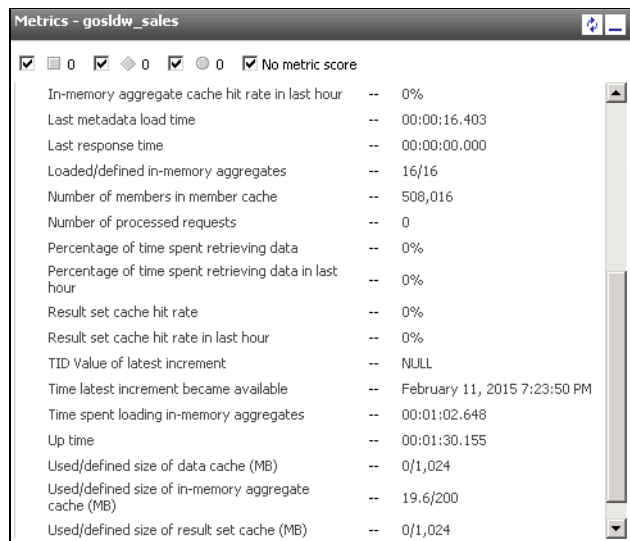 Metrics - gosldw_sales
0 0 0 No metric score
In-memory aggregate cache hit rate in last hour -- 0%
Last metadata load time -- 00:00:16.403
Last response time -- 00:00:00.000
Loaded/defined in-memory aggregates -- 16/16
Number of members in member cache -- 508,016
Number of processed requests -- 0
Percentage of time spent retrieving data -- 0%
Percentage of time spent retrieving data in last
hour -- 0%
Result set cache hit rate -- 0%
Result set cache hit rate in last hour -- 0%
TID Value of latest increment -- NULL
Time latest increment became available -- February 11, 2015 7:23:50 PM
Time spent loading in-memory aggregates -- 00:01:02.648
Up time -- 00:01:30.155
Used/defined size of data cache (MB) -- 0/1,024
Used/defined size of in-memory aggregate
cache (MB) -- 19.6/200
Used/defined size of result set cache (MB) -- 0/1,024